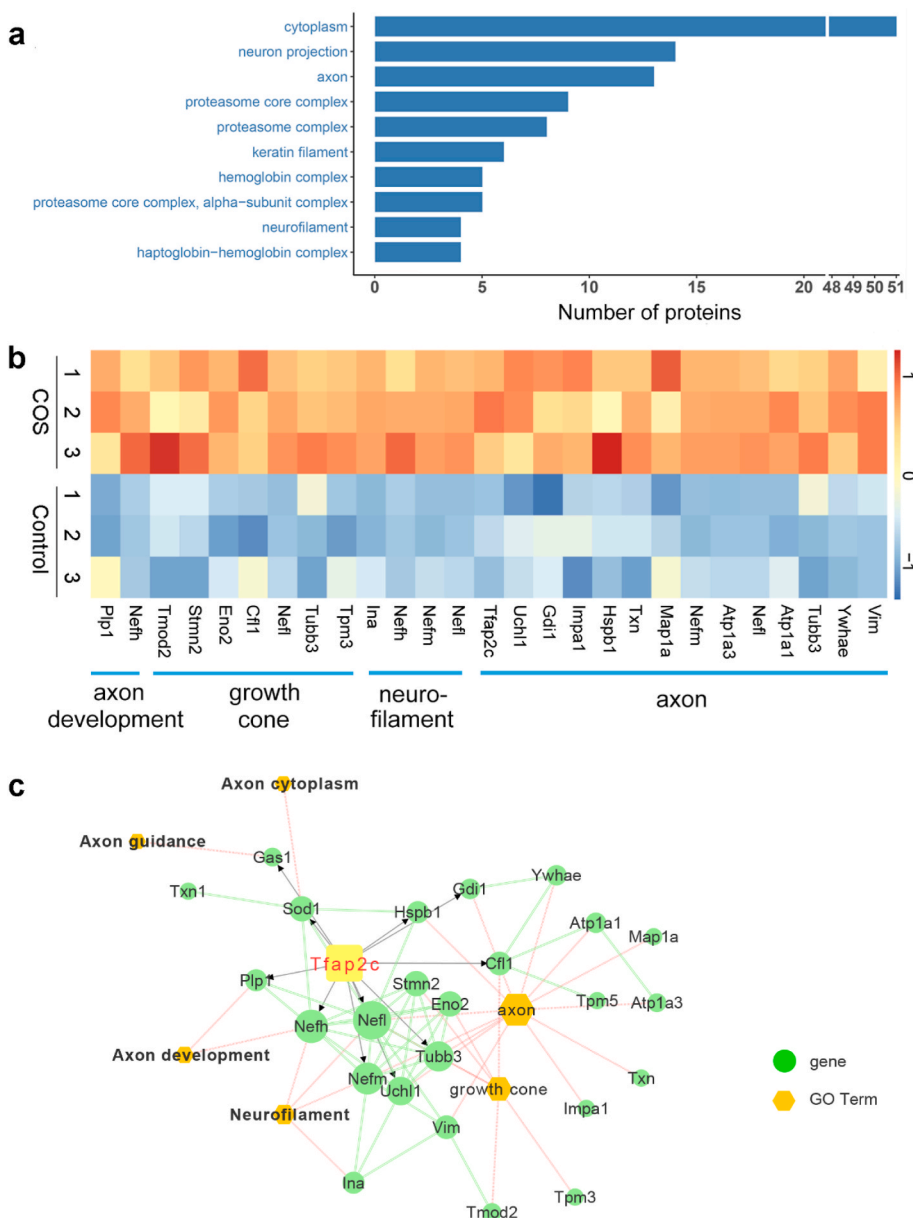 a
cytoplasm
neuron projection
axon
proteasome core complex
proteasome complex
keratin filament
hemoglobin complex
proteasome core complex, alpha-subunit complex
neurofilament
haptoglobin-hemoglobin complex
0 5 10 15 20 48 49 50 51
Number of proteins
b
COS
1
2
3
Control
1
2
3
1
0
-1
Plp1 Nefh Tmod2 Stmn2 Eno2 Cfl1 Nefl Tubb3 Tpm3 Ina Nefh Nefm Nefl Tfap2c Uchl1 Gdi1 Impa1 Hspb1 Txn Map1a Nefm Atp1a3 Nefl Atp1a1 Tubb3 Ywhae Vim
axon
development
growth
cone
neuro-
filament
axon
c
Axon cytoplasm
Axon guidance
Gas1
Txn1
Sod1
Hspb1
Gdi1
Ywhae
Atp1a1
Map1a
Tfap2c
Cfl1
Plp1
Stmn2
Eno2
Tpm5
Atp1a3
Nefh
Nefl
axon
Tubb3
Axon development
Nefm
Uchl1
growth cone
Txn
Neurofilament
Impa1
Vim
Ina
Tmod2
Tpm3
gene
GO Term